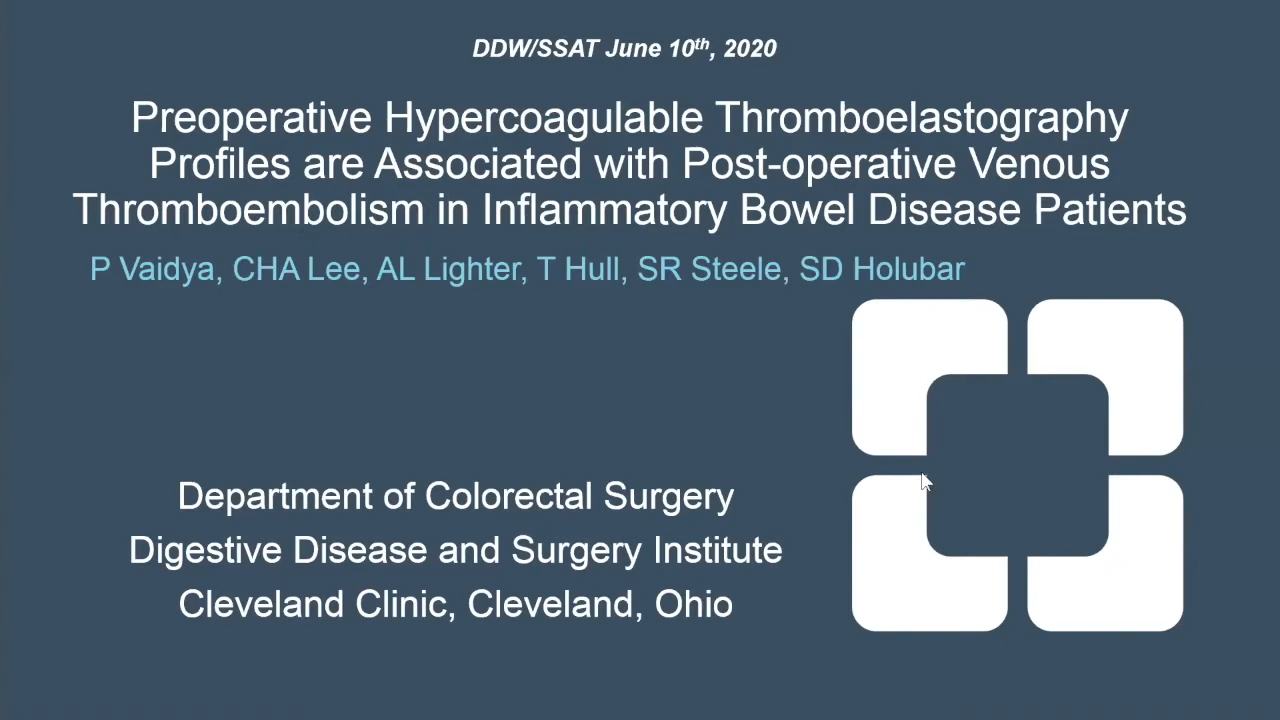 DDW/SSAT June 10th, 2020
Preoperative Hypercoagulable Thromboelastography
Profiles are Associated with Post-operative Venous
Thromboembolism in Inflammatory Bowel Disease Patients
P Vaidya, CHA Lee, AL Lighter, T Hull, SR Steele, SD Holubar
Department of Colorectal Surgery
Digestive Disease and Surgery Institute
Cleveland Clinic, Cleveland, Ohio